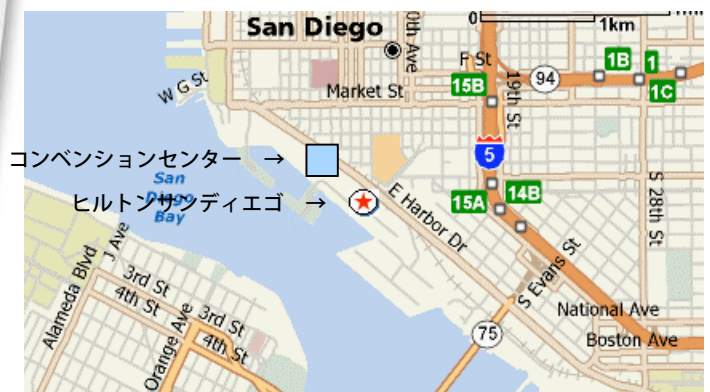 San Diego
0
1km
F St
94
1B
1
1C
15B
19th St
W G St
Market St
コンベンションセンター →
5
San
Diego
Bay
ヒルトンサンディエゴ →
E Harbor Dr
15A
14B
S 28th St
J Ave
Alameda Blvd
3rd St
4th St
3rd St
4th St
Orange Ave
S Evans St
National Ave
75
Boston Ave